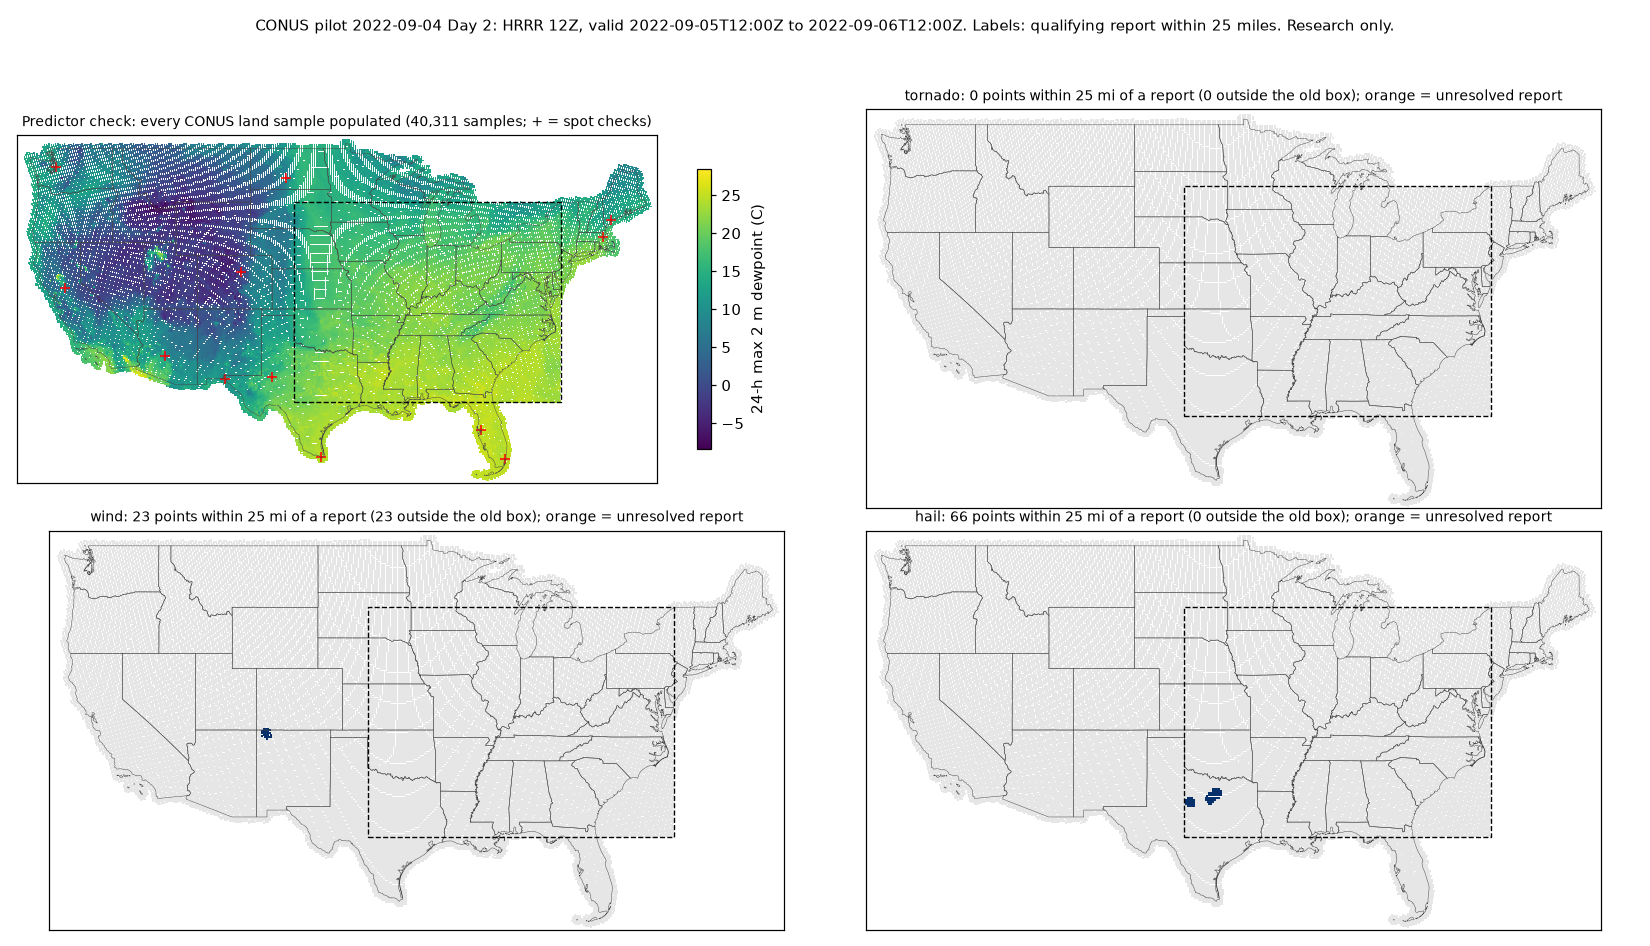 CONUS pilot 2022-09-04 Day 2: HRRR 12Z, valid 2022-09-05T12:00Z to 2022-09-06T12:00Z. Labels: qualifying report within 25 miles. Research only.
Predictor check: every CONUS land sample populated (40,311 samples; + = spot checks)
25
20
15
10
5
0
−5
24-h max 2 m dewpoint (C)
tornado: 0 points within 25 mi of a report (0 outside the old box); orange = unresolved report
wind: 23 points within 25 mi of a report (23 outside the old box); orange = unresolved report
hail: 66 points within 25 mi of a report (0 outside the old box); orange = unresolved report